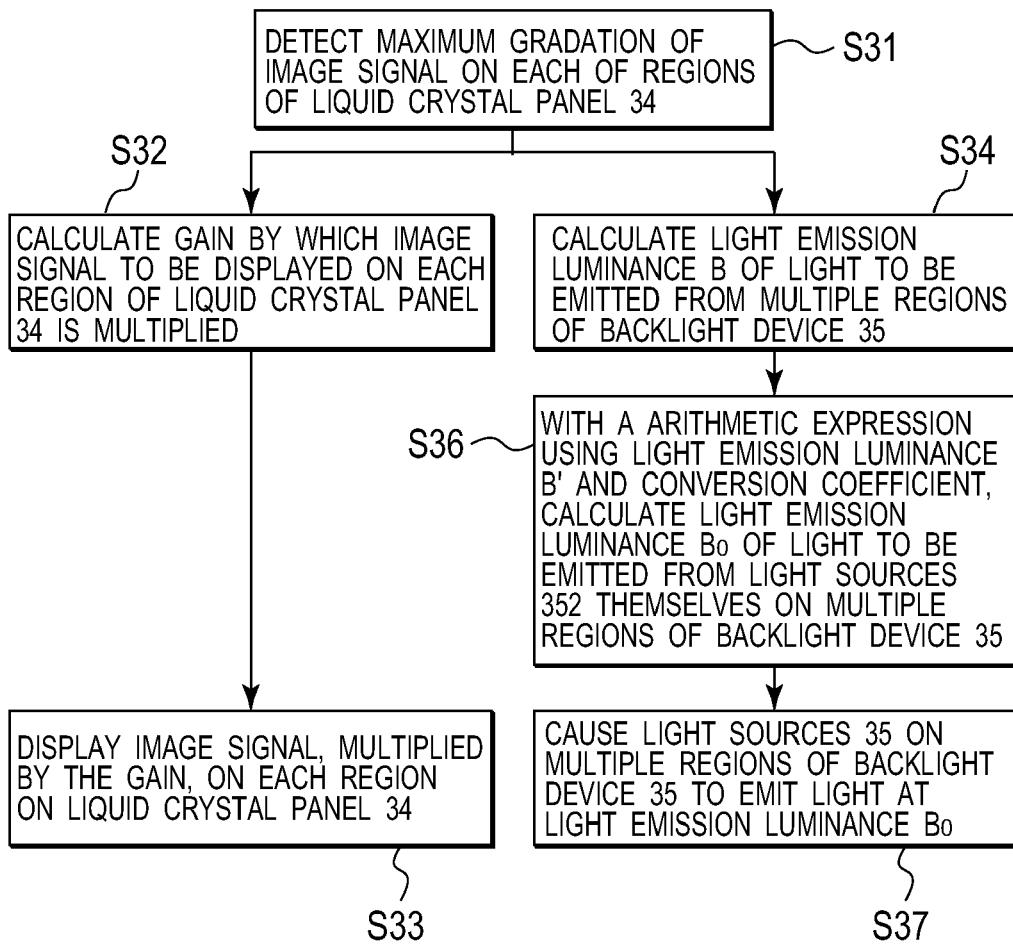 DETECT MAXIMUM GRADATION OF
IMAGE SIGNAL ON EACH OF REGIONS
OF LIQUID CRYSTAL PANEL 34
S31
S32
CALCULATE GAIN BY WHICH IMAGE
SIGNAL TO BE DISPLAYED ON EACH
REGION OF LIQUID CRYSTAL PANEL
34 IS MULTIPLIED
S34
CALCULATE LIGHT EMISSION
LUMINANCE B OF LIGHT TO BE
EMITTED FROM MULTIPLE REGIONS
OF BACKLIGHT DEVICE 35
S36
WITH A ARITHMETIC EXPRESSION
USING LIGHT EMISSION LUMINANCE
B' AND CONVERSION COEFFICIENT,
CALCULATE LIGHT EMISSION
LUMINANCE B0 OF LIGHT TO BE
EMITTED FROM LIGHT SOURCES
352 THEMSELVES ON MULTIPLE
REGIONS OF BACKLIGHT DEVICE 35
DISPLAY IMAGE SIGNAL, MULTIPLIED
BY THE GAIN, ON EACH REGION
ON LIQUID CRYSTAL PANEL 34
S33
CAUSE LIGHT SOURCES 35 ON
MULTIPLE REGIONS OF BACKLIGHT
DEVICE 35 TO EMIT LIGHT AT
LIGHT EMISSION LUMINANCE B0
S37